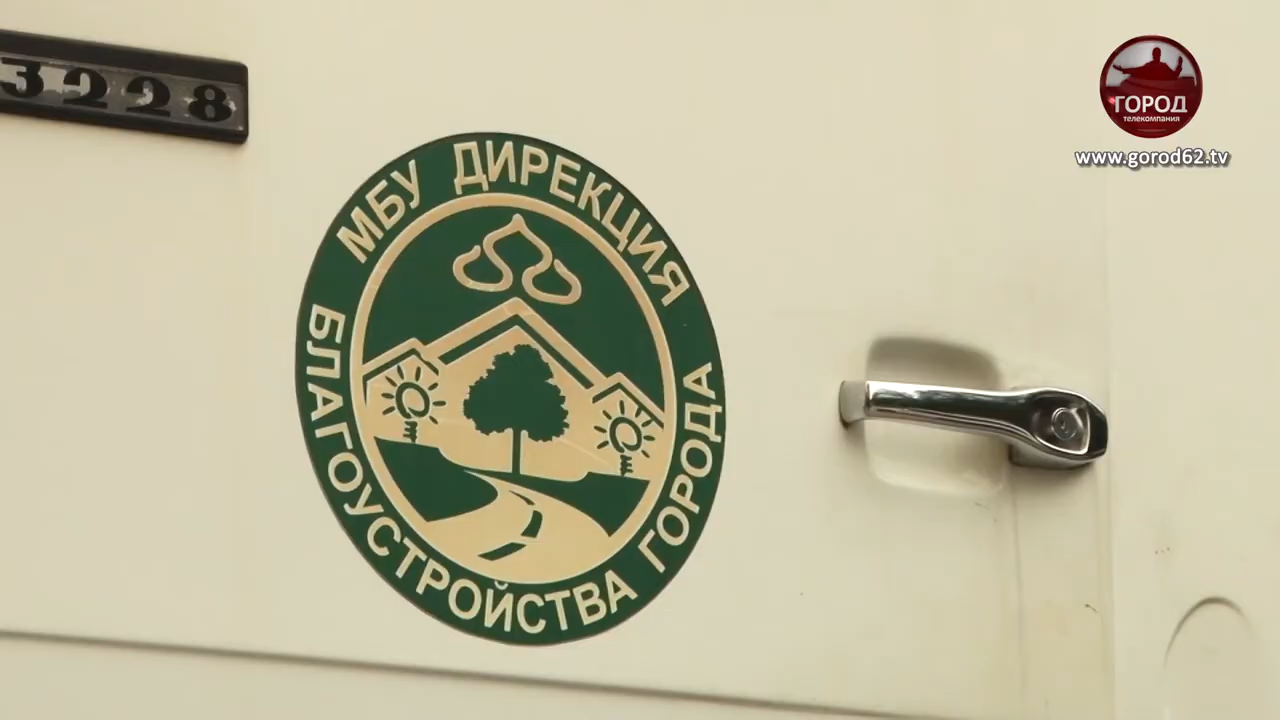 3228
МБУ ДИРЕКЦИЯ
БЛАГОУСТРОЙСТВА ГОРОДА
ГОРОД
телекомпания
www.gorod62.tv